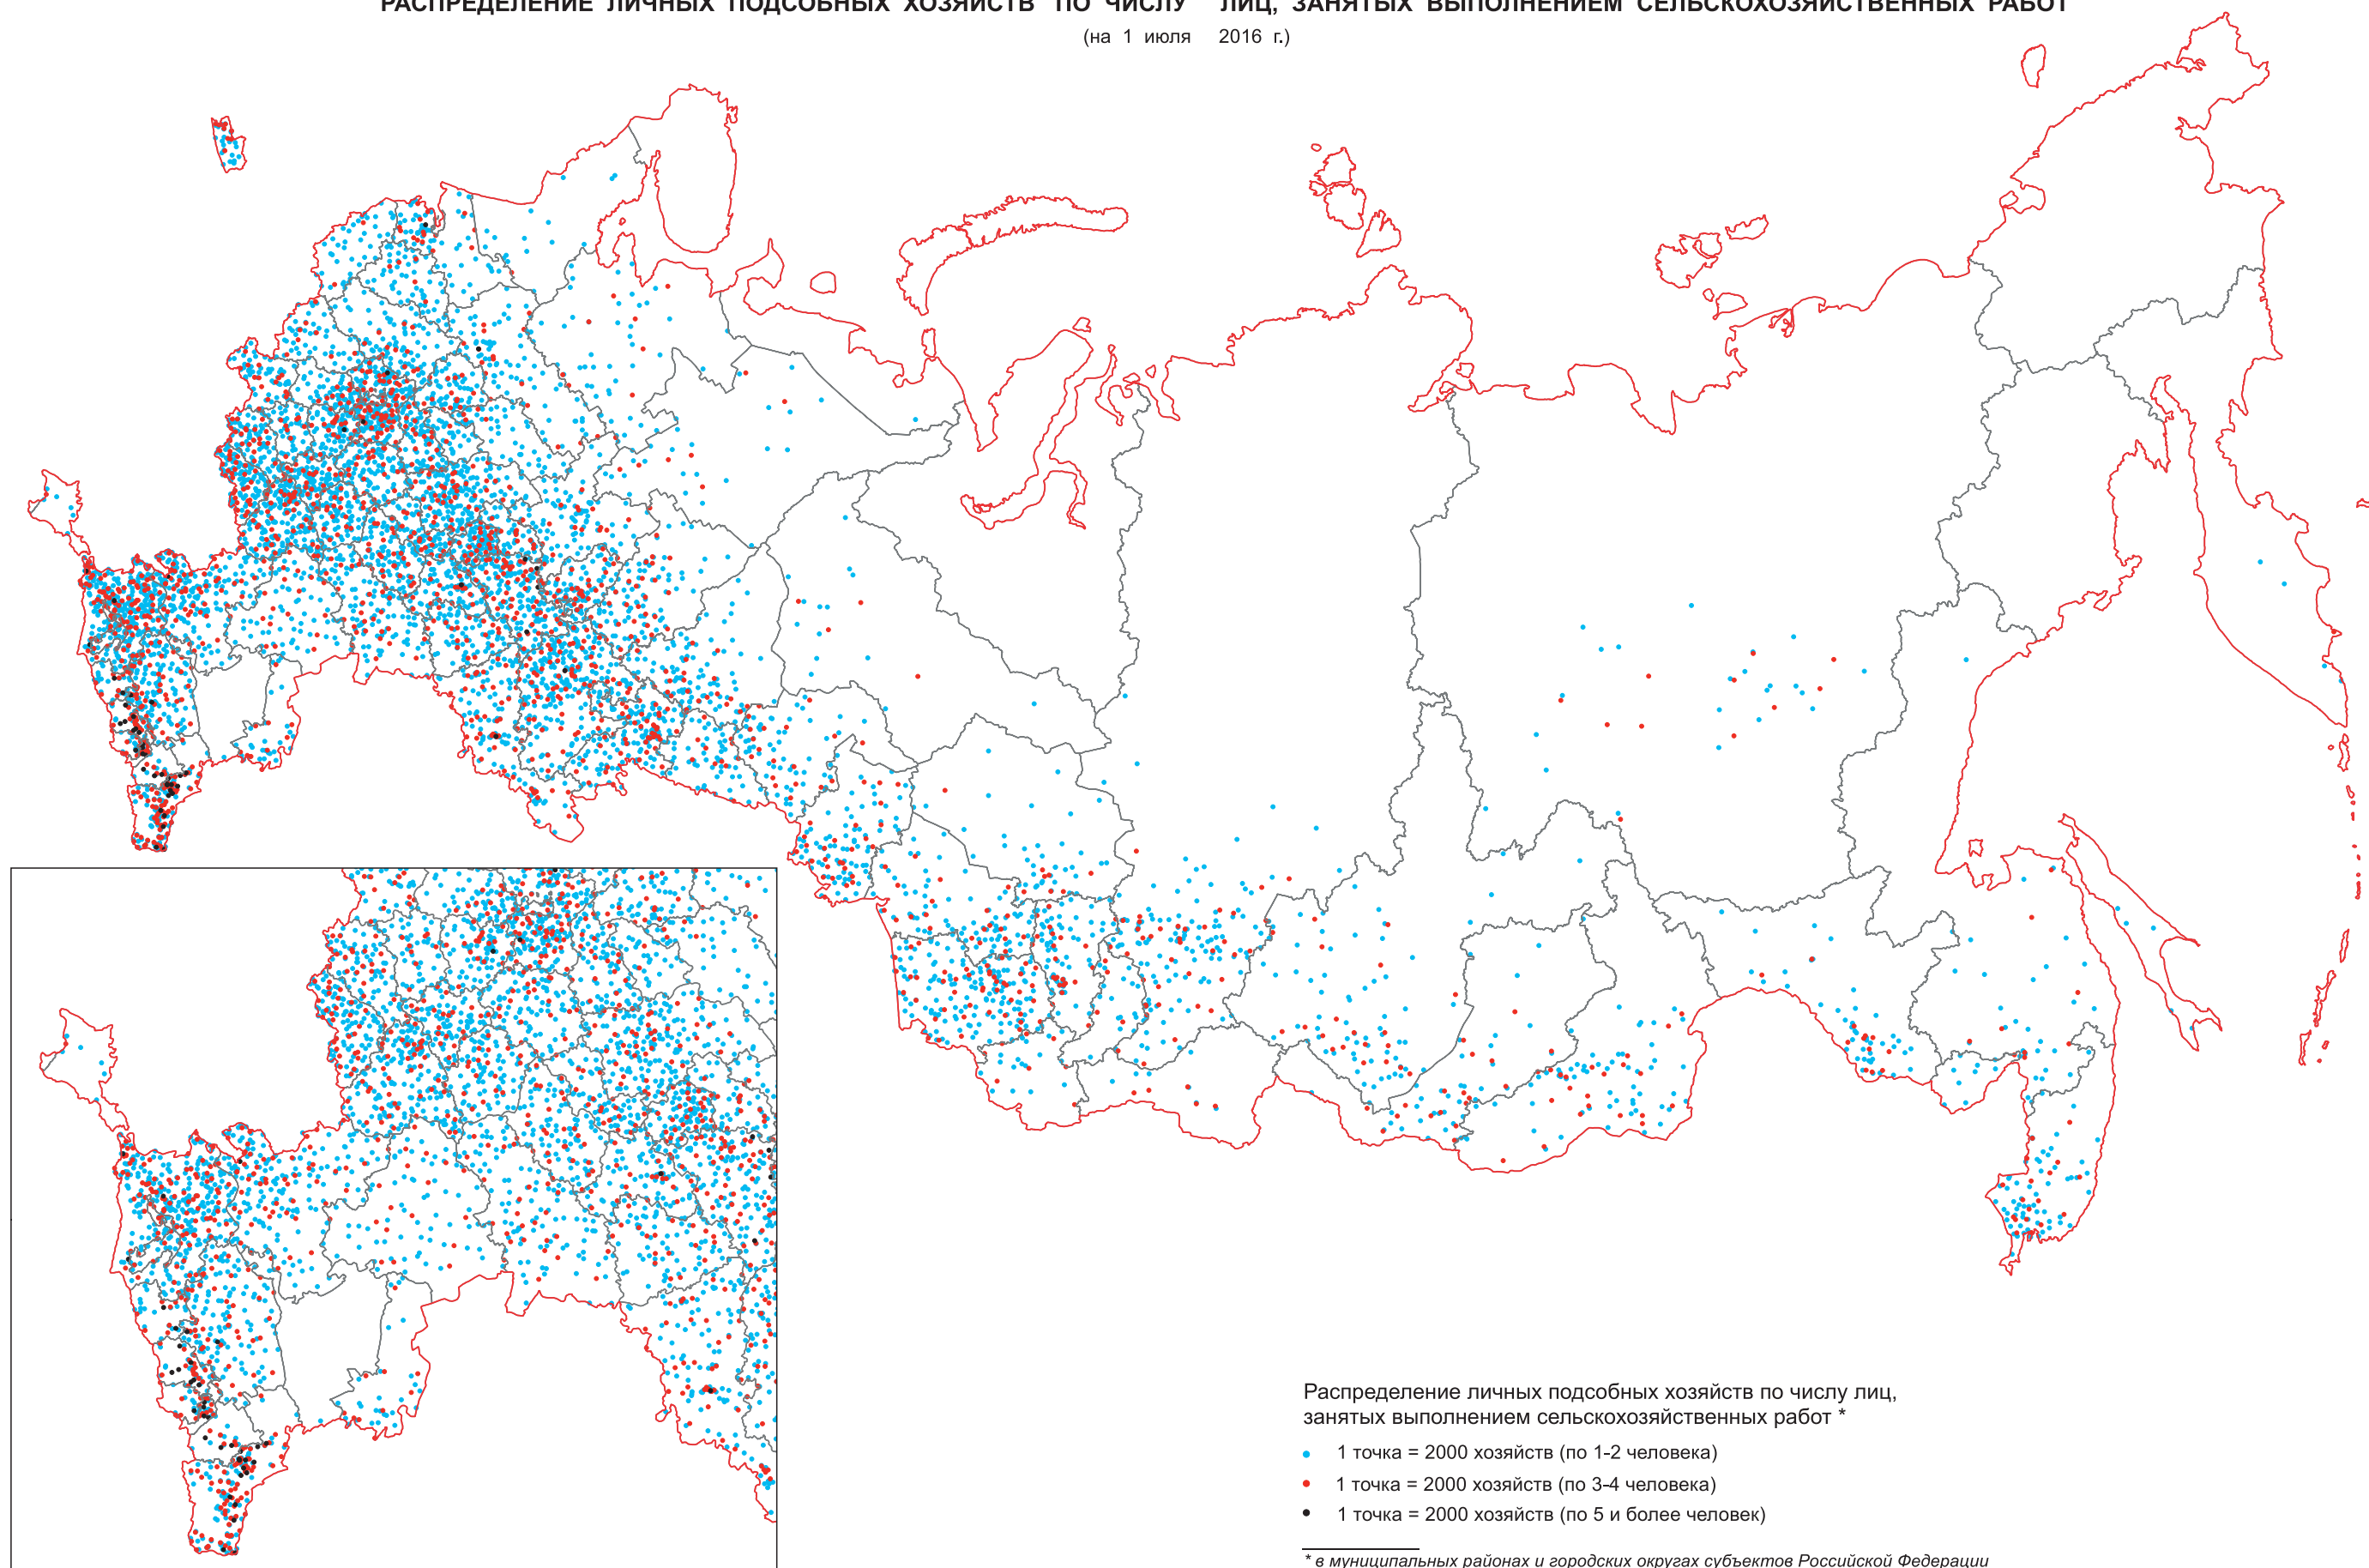 РАСПРЕДЕЛЕНИЕ ЛИЧНЫХ ПОДСОБНЫХ ХОЗЯЙСТВ ПО ЧИСЛУ ЛИЦ, ЗАНЯТЫХ ВЫПОЛНЕНИЕМ СЕЛЬСКОХОЗЯЙСТВЕННЫХ РАБОТ
(на 1 июля 2016 г.)
Распределение личных подсобных хозяйств по числу лиц,
занятых выполнением сельскохозяйственных работ *
1 точка = 2000 хозяйств (по 1-2 человека)
1 точка = 2000 хозяйств (по 3-4 человека)
1 точка = 2000 хозяйств (по 5 и более человек)
* в муниципальных районах и городских округах субъектов Российской Федерации